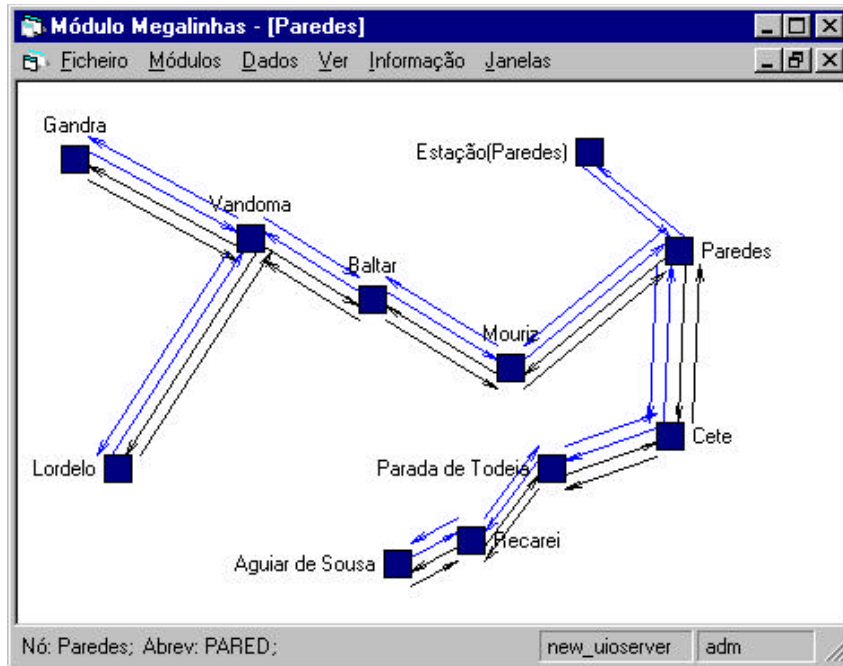 Módulo Megalinhas - [Paredes]
Ficheiro Módulos Dados Ver Informação Janelas
Gandra
Estação(Paredes)
Vandoma
Paredes
Baltar
Mouriz
Cete
Lordelo
Parada de Todeia
Recarei
Aguiar de Sousa
Nó: Paredes; Abrev: PARED; new_uioserver adm